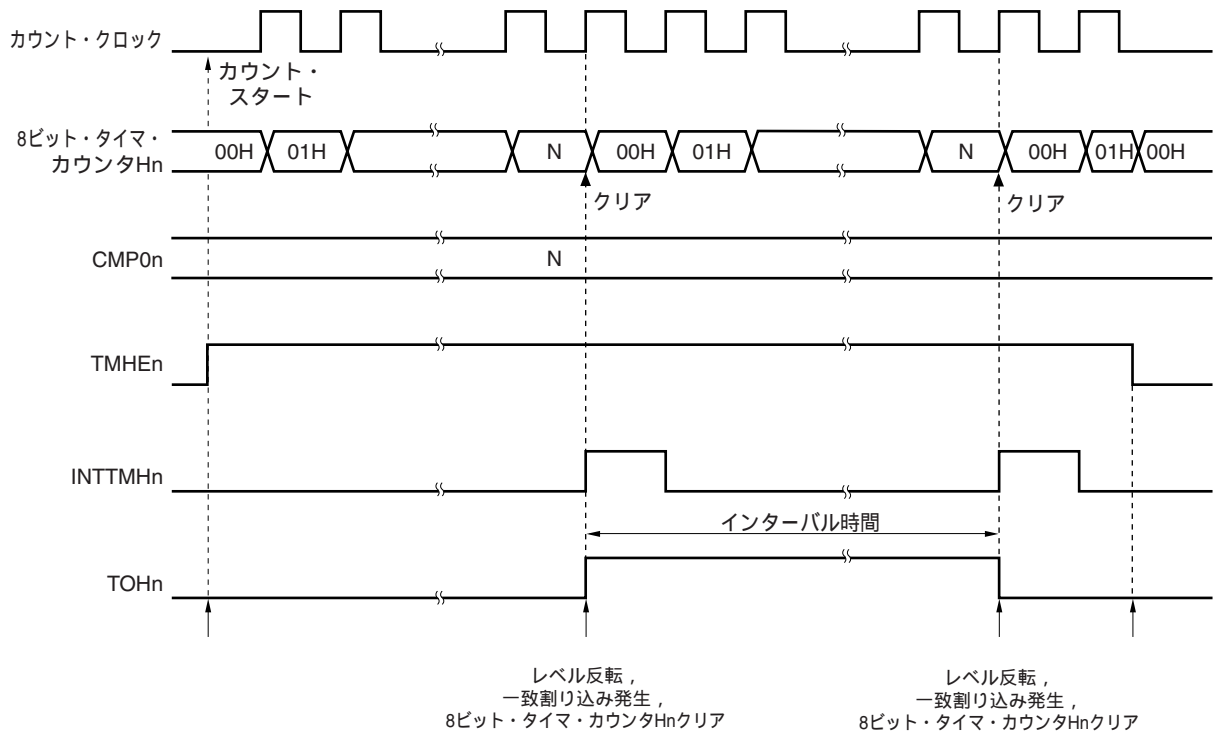 カウント・クロック
カウント・
スタート
8ビット・タイマ・
カウンタHn
00H
01H
N
00H
01H
N
00H
01H
00H
クリア
クリア
CMP0n
N
TMHEn
INTTMHn
インターバル時間
TOHn
レベル反転，
一致割り込み発生，
8ビット・タイマ・カウンタHnクリア
レベル反転，
一致割り込み発生，
8ビット・タイマ・カウンタHnクリア